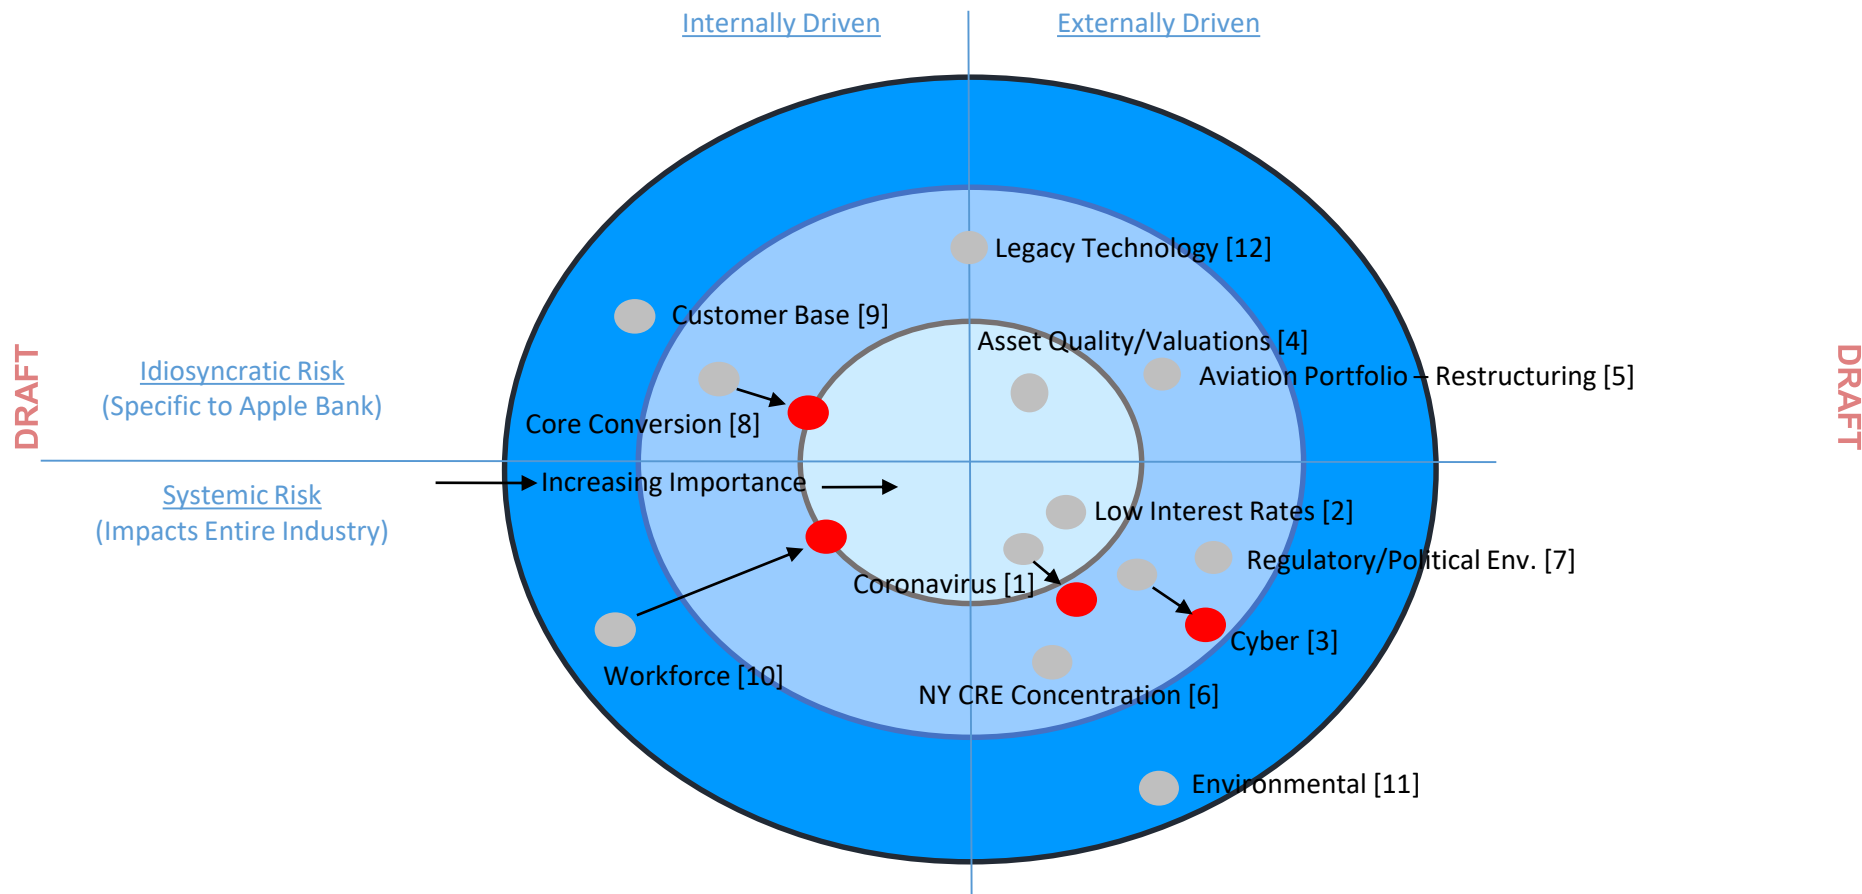 Internally Driven
Externally Driven
Legacy Technology [12]
Customer Base [9]
Asset Quality/Valuations [4]
Aviation Portfolio – Restructuring [5]
DRAFT
Idiosyncratic Risk
(Specific to Apple Bank)
DRAFT
Core Conversion [8]
Increasing Importance
Systemic Risk
(Impacts Entire Industry)
Low Interest Rates [2]
Regulatory/Political Env. [7]
Coronavirus [1]
Cyber [3]
Workforce [10]
NY CRE Concentration [6]
Environmental [11]